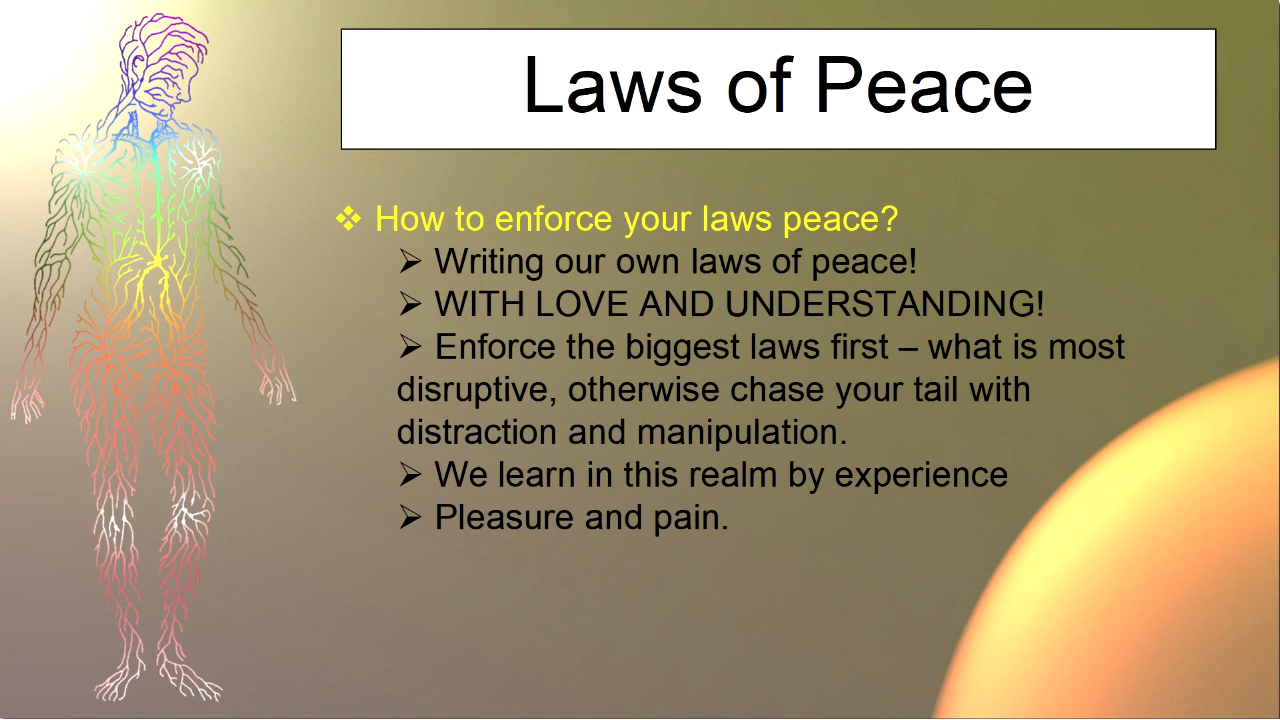 Laws of Peace
❖ How to enforce your laws peace?
➢ Writing our own laws of peace!
➢ WITH LOVE AND UNDERSTANDING!
➢ Enforce the biggest laws first – what is most
disruptive, otherwise chase your tail with
distraction and manipulation.
➢ We learn in this realm by experience
➢ Pleasure and pain.